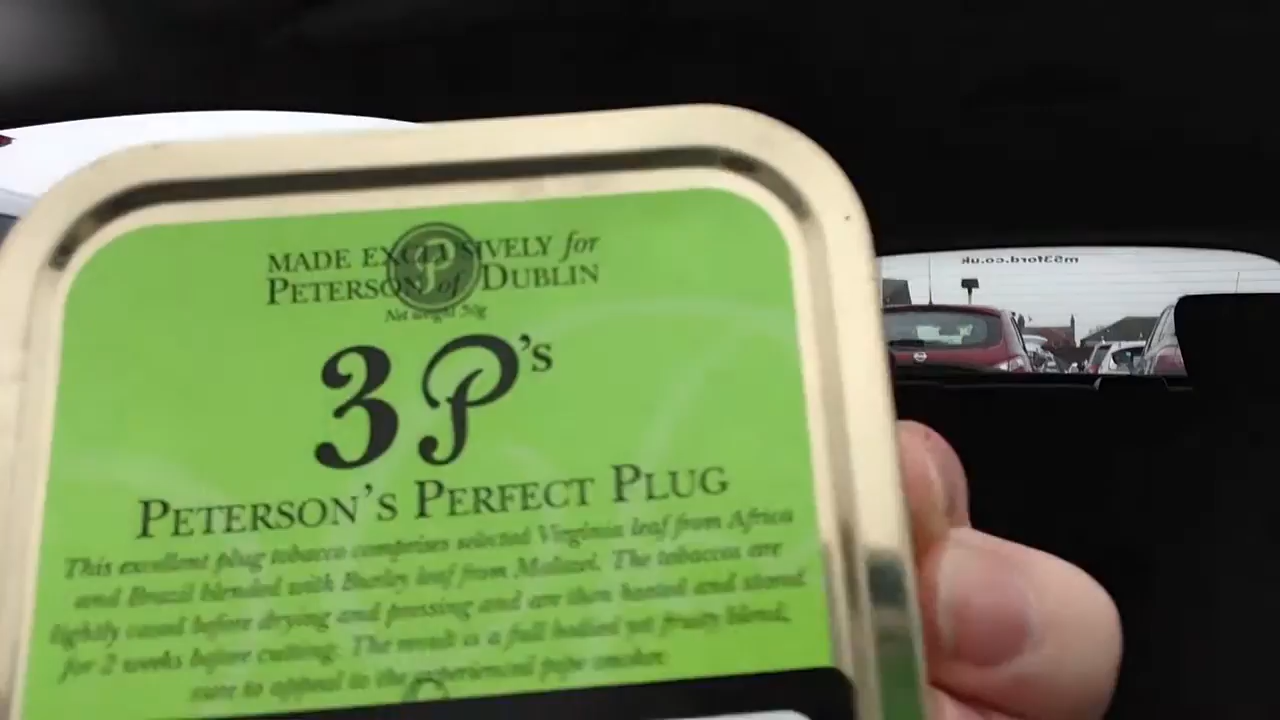 MADE EXCLUSIVELY for
PETERSON of DUBLIN
P
Net weight 50g
3P's
PETERSON'S PERFECT PLUG
This excellent plug tobacco comprises selected Virginia leaf from Africa
and Brazil blended with Burley leaf from Malawi. The tobaccos are
lightly cased before drying and pressing and are then heated and stored
for 2 weeks before cutting. The result is a full bodied yet fruity blend,
sure to appeal to the experienced pipe smoker.
ms3ford.co.uk